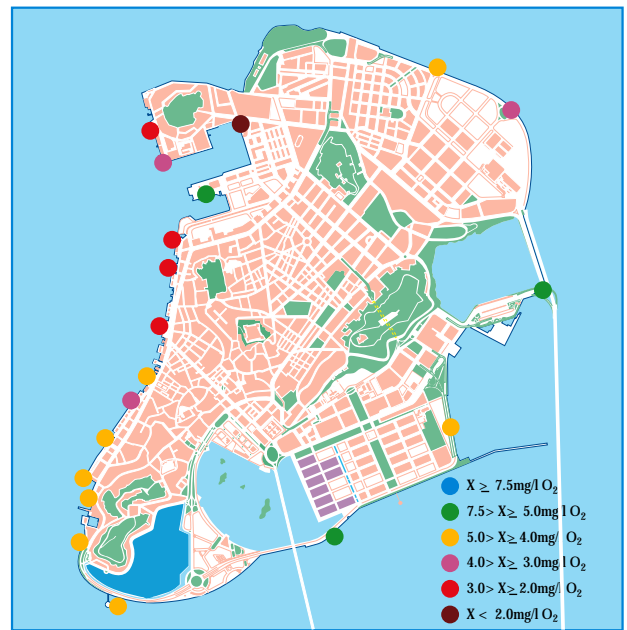 X ≥ 7.5mg/l O₂
7.5> X≥ 5.0mg/l O₂
5.0> X≥4.0mg/l O₂
4.0> X≥ 3.0mg/l O₂
3.0> X≥2.0mg/l O₂
X < 2.0mg/l O₂